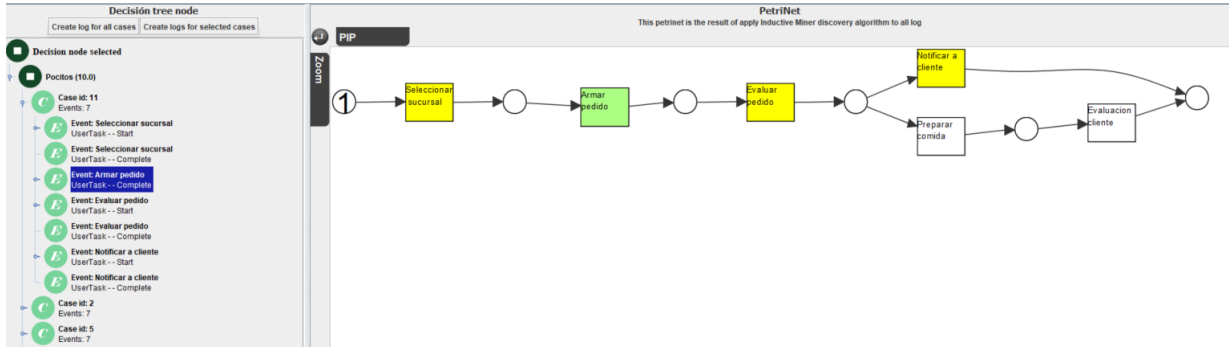 Decisión tree node
Create log for all cases
Create logs for selected cases
Decision node selected
Pocitos (10.0)
Case id: 11
Events: 7
Event: Seleccionar sucursal
UserTask - - Start
Event: Seleccionar sucursal
UserTask - - Complete
Event: Armar pedido
UserTask - - Complete
Event: Evaluar pedido
UserTask - - Start
Event: Evaluar pedido
UserTask - - Complete
Event: Notificar a cliente
UserTask - - Start
Event: Notificar a cliente
UserTask - - Complete
Case id: 2
Events: 7
Case id: 5
Events: 7
PetriNet
This petrinet is the result of apply Inductive Miner discovery algorithm to all log
PIP
Zoom
1
Seleccionar
sucursal
Armar
pedido
Evaluar
pedido
Notificar a
cliente
Preparar
comida
Evaluacion
cliente